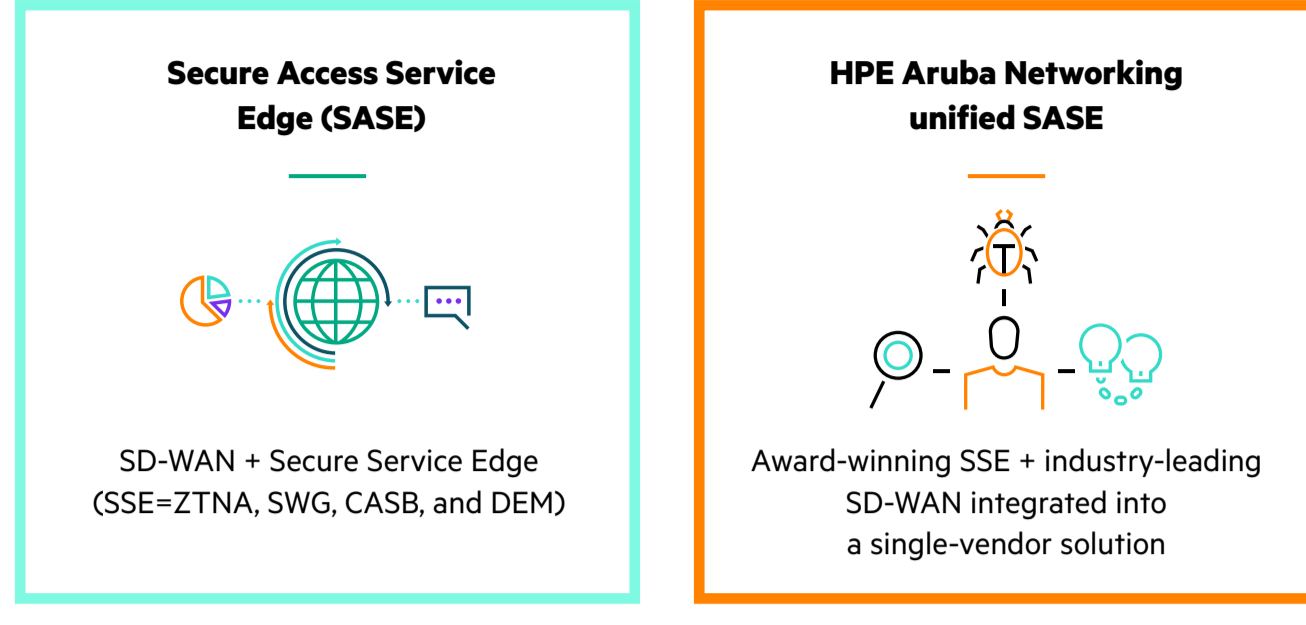 Secure Access Service
Edge (SASE)
SD-WAN + Secure Service Edge
(SSE=ZTNA, SWG, CASB, and DEM)
HPE Aruba Networking
unified SASE
Award-winning SSE + industry-leading
SD-WAN integrated into
a single-vendor solution